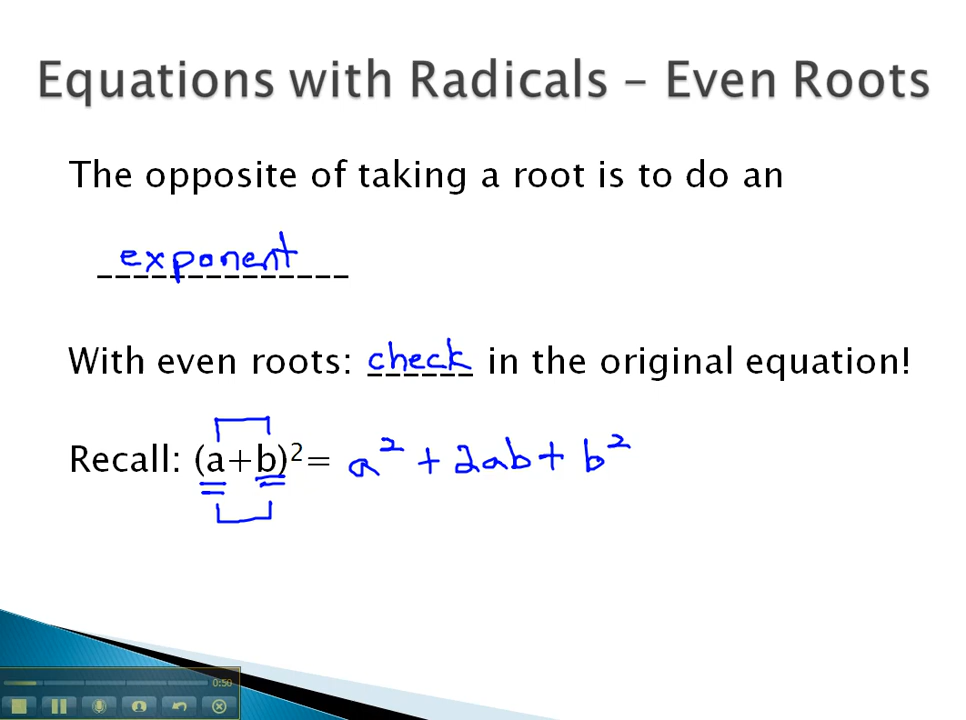 Equations with Radicals – Even Roots
The opposite of taking a root is to do an
exponent
With even roots: check in the original equation!
Recall: (a+b)²= a² + 2ab + b²
0:50